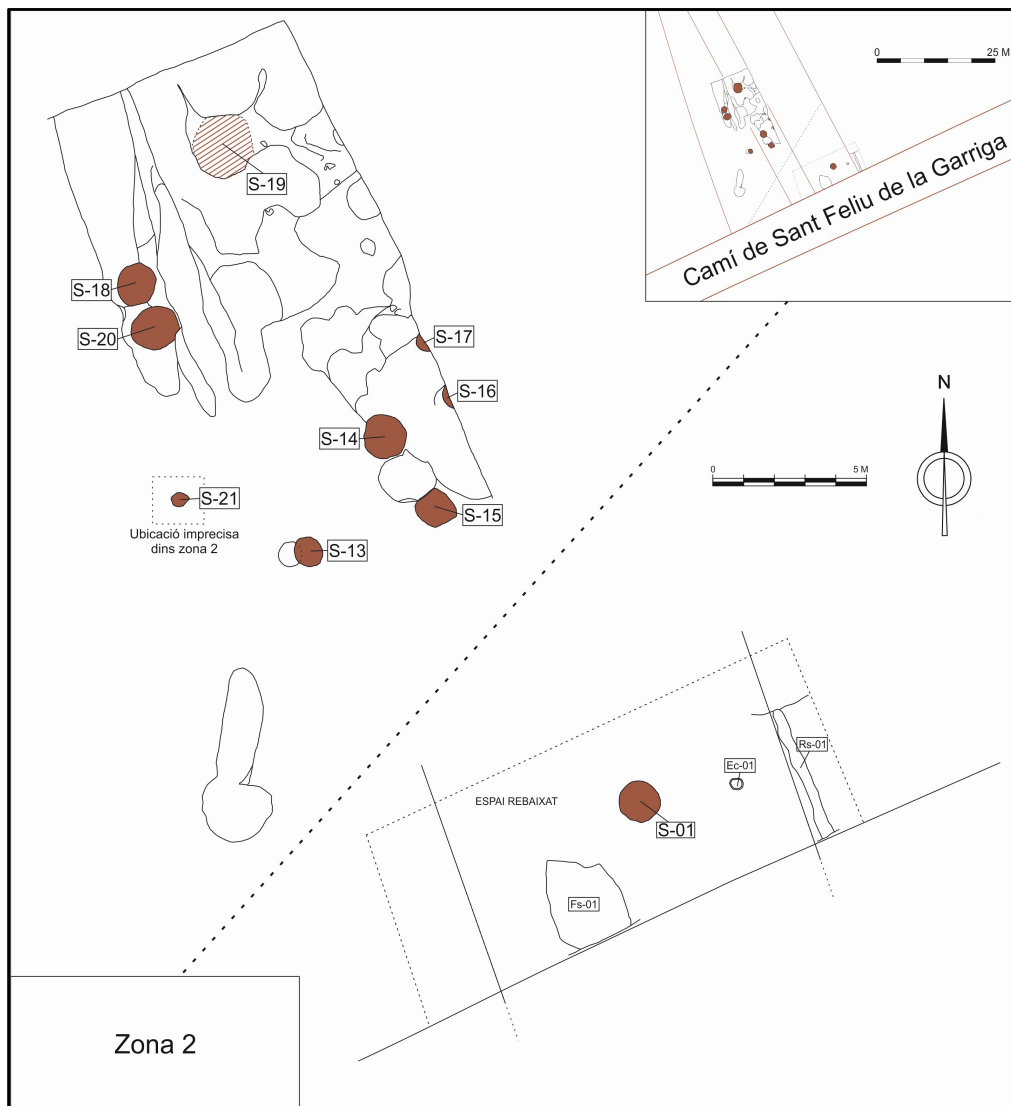 0 25 M
Camí de Sant Feliu de la Garriga
S-19
S-18
S-20
S-17
S-16
S-14
S-15
S-21
Ubicació imprecisa
dins zona 2
S-13
N
0 5 M
Rs-01
Ec-01
ESPAI REBAIXAT
S-01
Fs-01
Zona 2